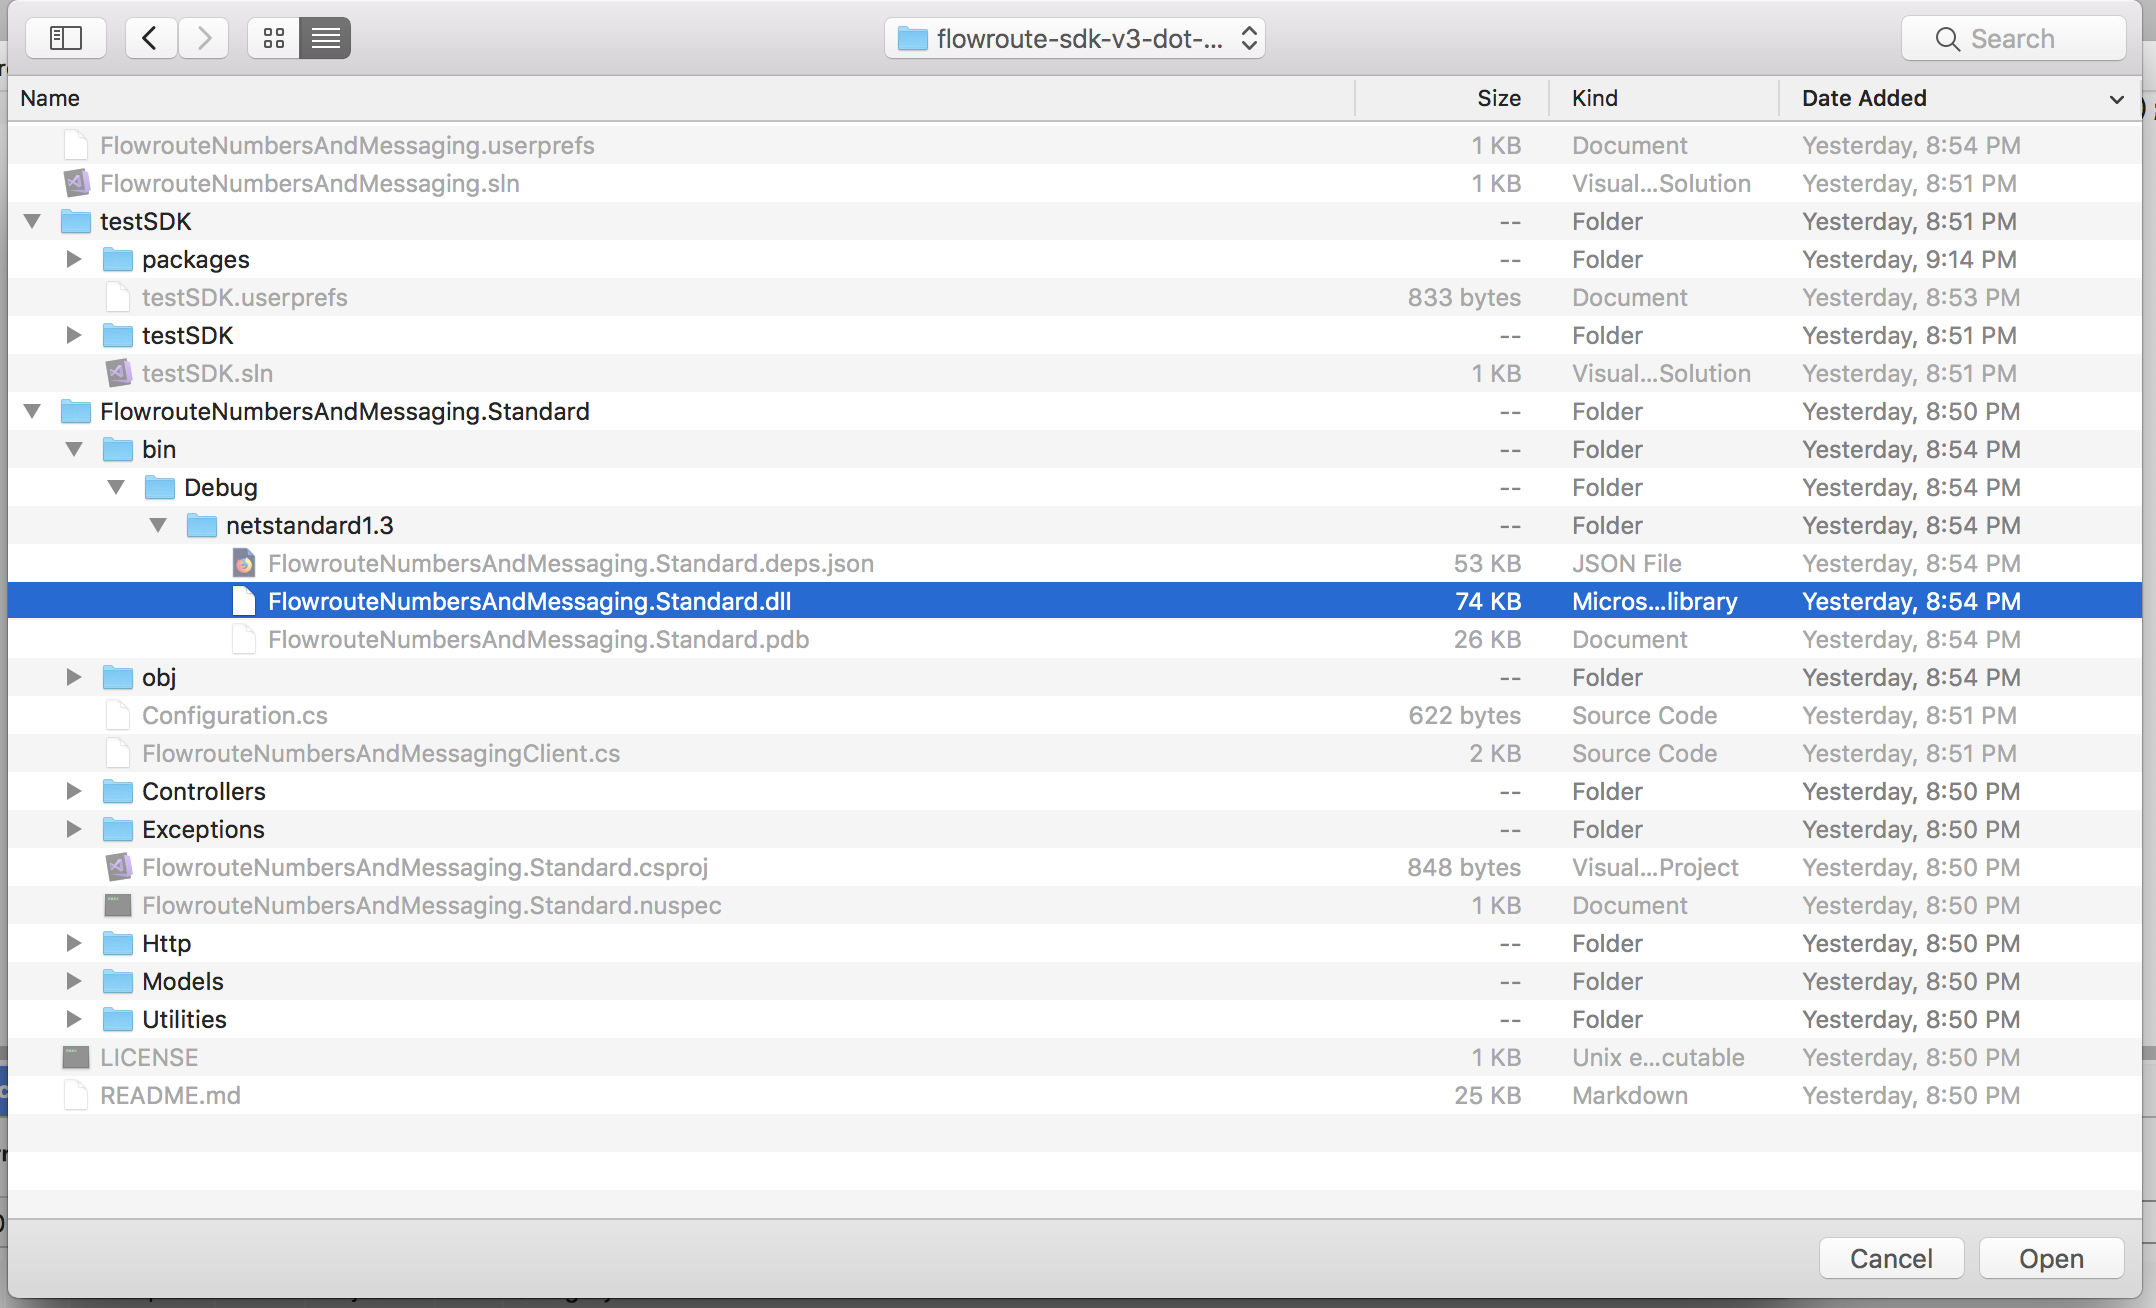 flowroute-sdk-v3-dot-... Search
Name Size Kind Date Added
FlowrouteNumbersAndMessaging.userprefs 1 KB Document Yesterday, 8:54 PM
FlowrouteNumbersAndMessaging.sln 1 KB Visual...Solution Yesterday, 8:51 PM
testSDK -- Folder Yesterday, 8:51 PM
packages -- Folder Yesterday, 9:14 PM
testSDK.userprefs 833 bytes Document Yesterday, 8:53 PM
testSDK -- Folder Yesterday, 8:51 PM
testSDK.sln 1 KB Visual...Solution Yesterday, 8:51 PM
FlowrouteNumbersAndMessaging.Standard -- Folder Yesterday, 8:50 PM
bin -- Folder Yesterday, 8:54 PM
Debug -- Folder Yesterday, 8:54 PM
netstandard1.3 -- Folder Yesterday, 8:54 PM
FlowrouteNumbersAndMessaging.Standard.deps.json 53 KB JSON File Yesterday, 8:54 PM
FlowrouteNumbersAndMessaging.Standard.dll 74 KB Micros...library Yesterday, 8:54 PM
FlowrouteNumbersAndMessaging.Standard.pdb 26 KB Document Yesterday, 8:54 PM
obj -- Folder Yesterday, 8:54 PM
Configuration.cs 622 bytes Source Code Yesterday, 8:51 PM
FlowrouteNumbersAndMessagingClient.cs 2 KB Source Code Yesterday, 8:51 PM
Controllers -- Folder Yesterday, 8:50 PM
Exceptions -- Folder Yesterday, 8:50 PM
FlowrouteNumbersAndMessaging.Standard.csproj 848 bytes Visual...Project Yesterday, 8:50 PM
FlowrouteNumbersAndMessaging.Standard.nuspec 1 KB Document Yesterday, 8:50 PM
Http -- Folder Yesterday, 8:50 PM
Models -- Folder Yesterday, 8:50 PM
Utilities -- Folder Yesterday, 8:50 PM
LICENSE 1 KB Unix e...cutable Yesterday, 8:50 PM
README.md 25 KB Markdown Yesterday, 8:50 PM
Cancel Open